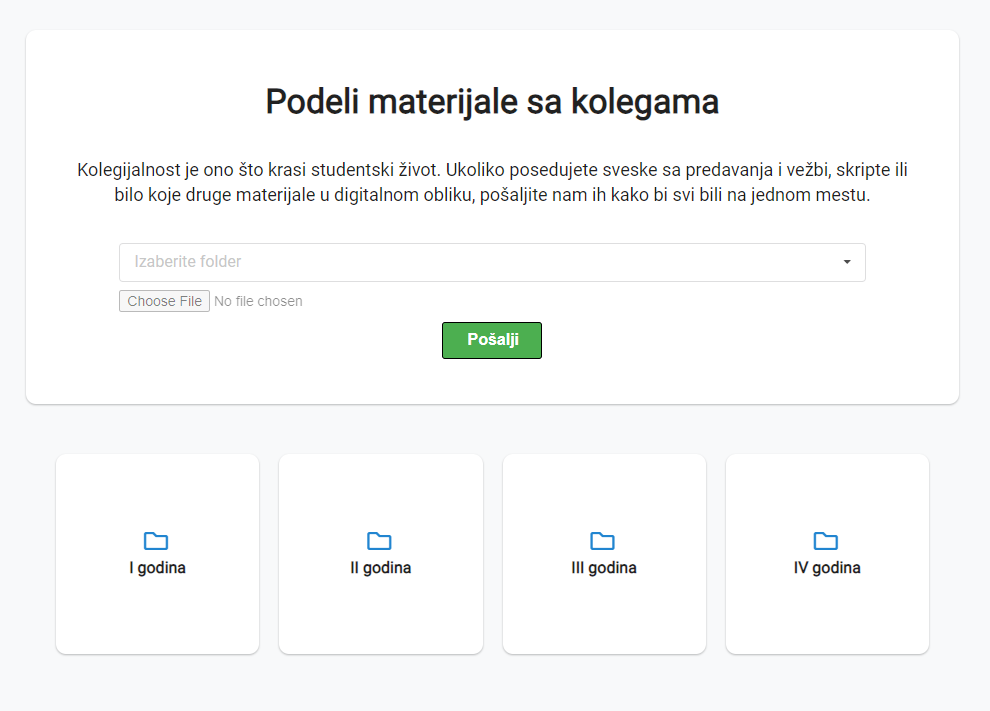 Podeli materijale sa kolegama
Kolegijalnost je ono što krasi studentski život. Ukoliko posedujete sveske sa predavanja i vežbi, skripte ili
bilo koje druge materijale u digitalnom obliku, pošaljite nam ih kako bi svi bili na jednom mestu.
Izaberite folder
Choose File No file chosen
Pošalji
I godina
II godina
III godina
IV godina